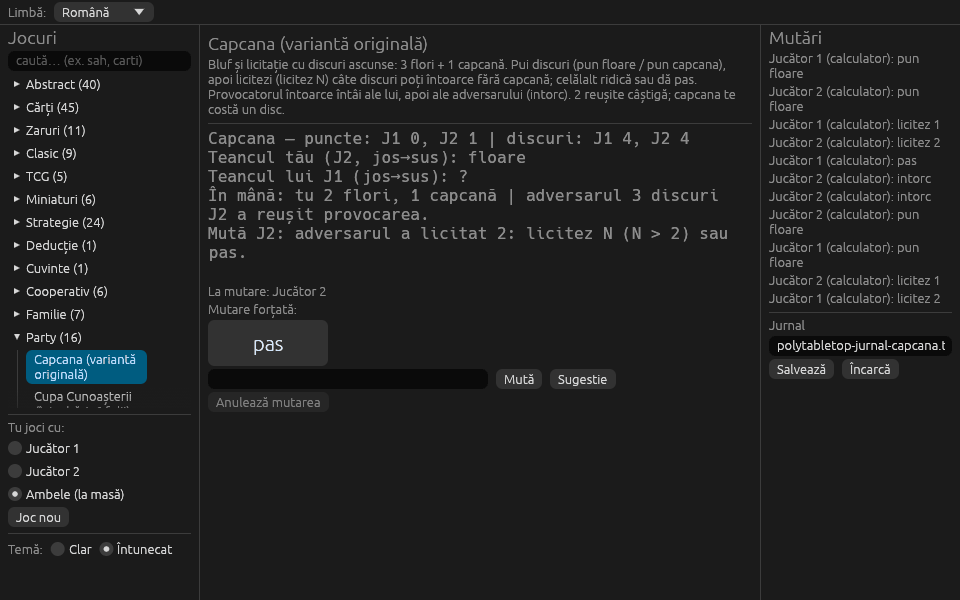 Limbă: Română
Jocuri
caută... (ex. sah, carti)
Abstract (40)
Cărți (45)
Zaruri (11)
Clasic (9)
TCG (5)
Miniaturi (6)
Strategie (24)
Deducție (1)
Cuvinte (1)
Cooperativ (6)
Familie (7)
Party (16)
Capcana (variantă
originală)
Cupa Cunoașterii
Tu joci cu:
Jucător 1
Jucător 2
Ambele (la masă)
Joc nou
Temă: Clar Întunecat
Capcana (variantă originală)
Bluf și licitație cu discuri ascunse: 3 flori + 1 capcană. Pui discuri (pun floare / pun capcana),
apoi licitezi (licitez N) câte discuri poți întoarce fără capcană; celălalt ridică sau dă pas.
Provocatorul întoarce întâi ale lui, apoi ale adversarului (intorc). 2 reușite câștigă; capcana te
costă un disc.
Capcana — puncte: J1 0, J2 1 | discuri: J1 4, J2 4
Teancul tău (J2, jos→sus): floare
Teancul lui J1 (jos→sus): ?
În mână: tu 2 flori, 1 capcană | adversarul 3 discuri
J2 a reușit provocarea.
Mută J2: adversarul a licitat 2: licitez N (N > 2) sau
pas.
La mutare: Jucător 2
Mutare forțată:
pas
Mută Sugestie
Anulează mutarea
Mutări
Jucător 1 (calculator): pun
floare
Jucător 2 (calculator): pun
floare
Jucător 1 (calculator): licitez 1
Jucător 2 (calculator): licitez 2
Jucător 1 (calculator): pas
Jucător 2 (calculator): intorc
Jucător 2 (calculator): intorc
Jucător 2 (calculator): pun
floare
Jucător 1 (calculator): pun
floare
Jucător 2 (calculator): licitez 1
Jucător 1 (calculator): licitez 2
Jurnal
polytabletop-jurnal-capcana.t
Salvează Încarcă